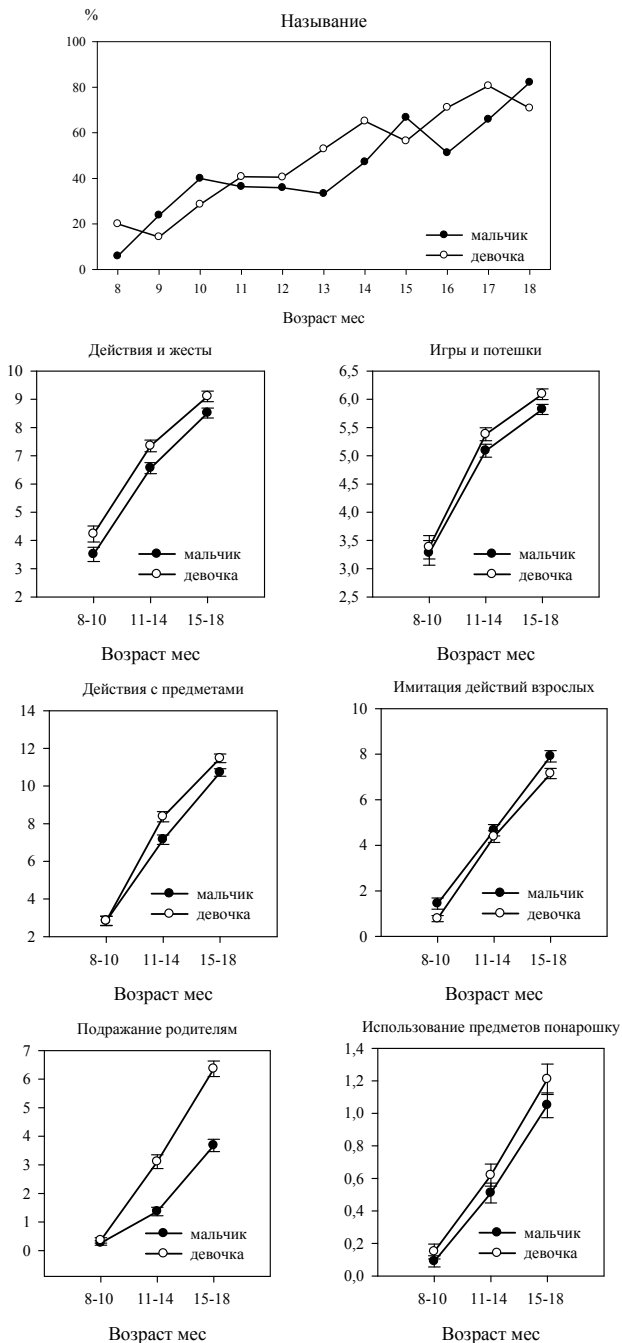 %
Называние
100
80
60
40
20
0
мальчик
девочка
8 9 10 11 12 13 14 15 16 17 18
Возраст мес
Действия и жесты
10
9
8
7
6
5
4
3
2
мальчик
девочка
8-10 11-14 15-18
Возраст мес
Игры и потешки
6,5
6,0
5,5
5,0
4,5
4,0
3,5
3,0
2,5
мальчик
девочка
8-10 11-14 15-18
Возраст мес
Действия с предметами
14
12
10
8
6
4
2
мальчик
девочка
8-10 11-14 15-18
Возраст мес
Имитация действий взрослых
10
8
6
4
2
0
мальчик
девочка
8-10 11-14 15-18
Возраст мес
Подражание родителям
7
6
5
4
3
2
1
0
мальчик
девочка
8-10 11-14 15-18
Возраст мес
Использование предметов понарошку
1,4
1,2
1,0
0,8
0,6
0,4
0,2
0,0
мальчик
девочка
8-10 11-14 15-18
Возраст мес